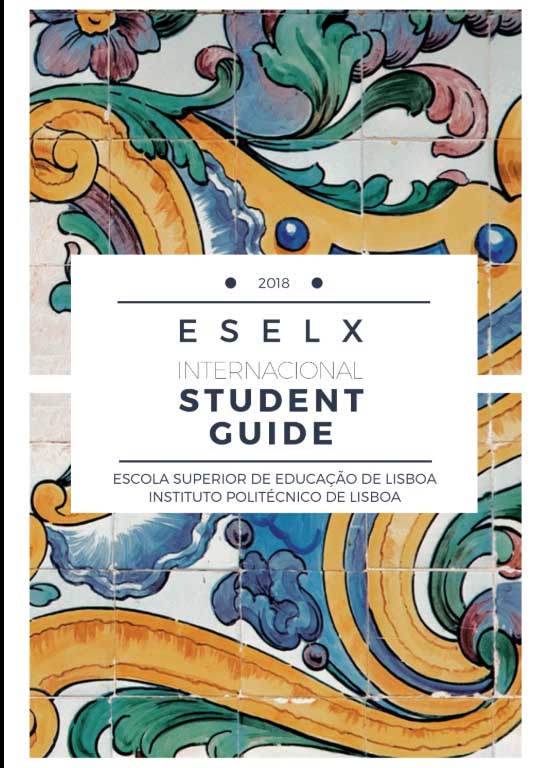 2018
ESELX
INTERNACIONAL
STUDENT
GUIDE
ESCOLA SUPERIOR DE EDUCAÇÃO DE LISBOA
INSTITUTO POLITÉCNICO DE LISBOA